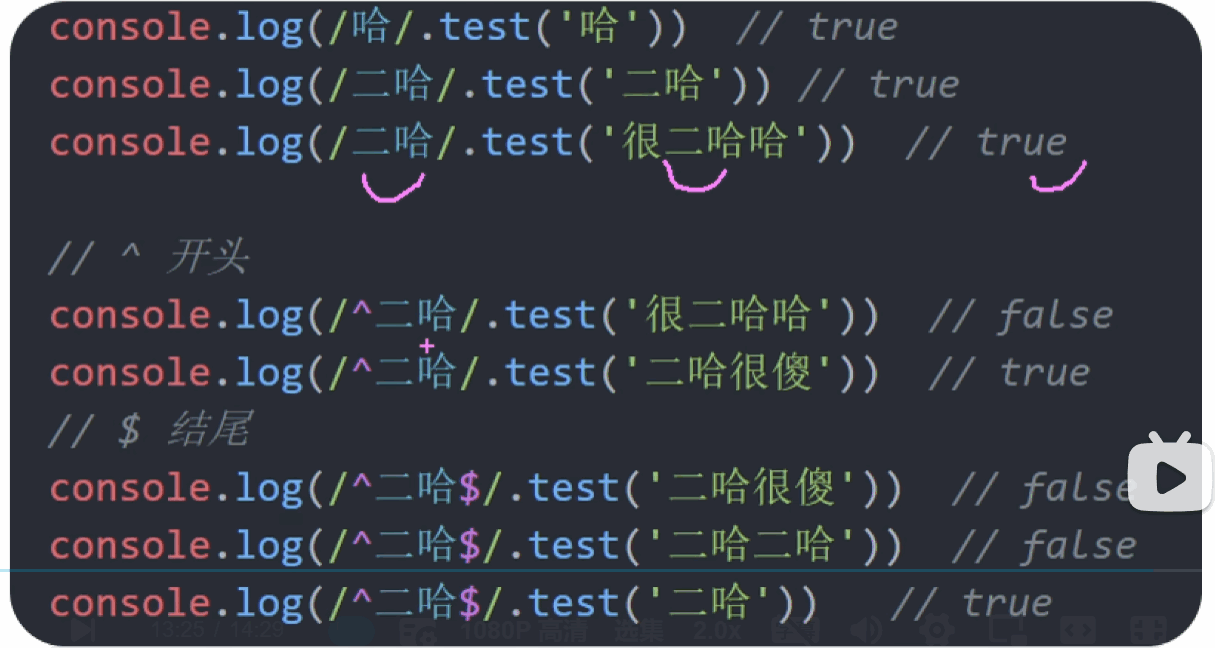 console.log(/哈/.test('哈'))  // true
console.log(/二哈/.test('二哈')) // true
console.log(/二哈/.test('很二哈哈'))  // true
// ^ 开头
console.log(/^二哈/.test('很二哈哈'))  // false
console.log(/^二哈/.test('二哈很傻'))  // true
// $ 结尾
console.log(/^二哈$/.test('二哈很傻'))  // false
console.log(/^二哈$/.test('二哈二哈'))  // false
console.log(/^二哈$/.test('二哈'))   // true
13:25 / 14:29 1080P 高清 选集 2.0x